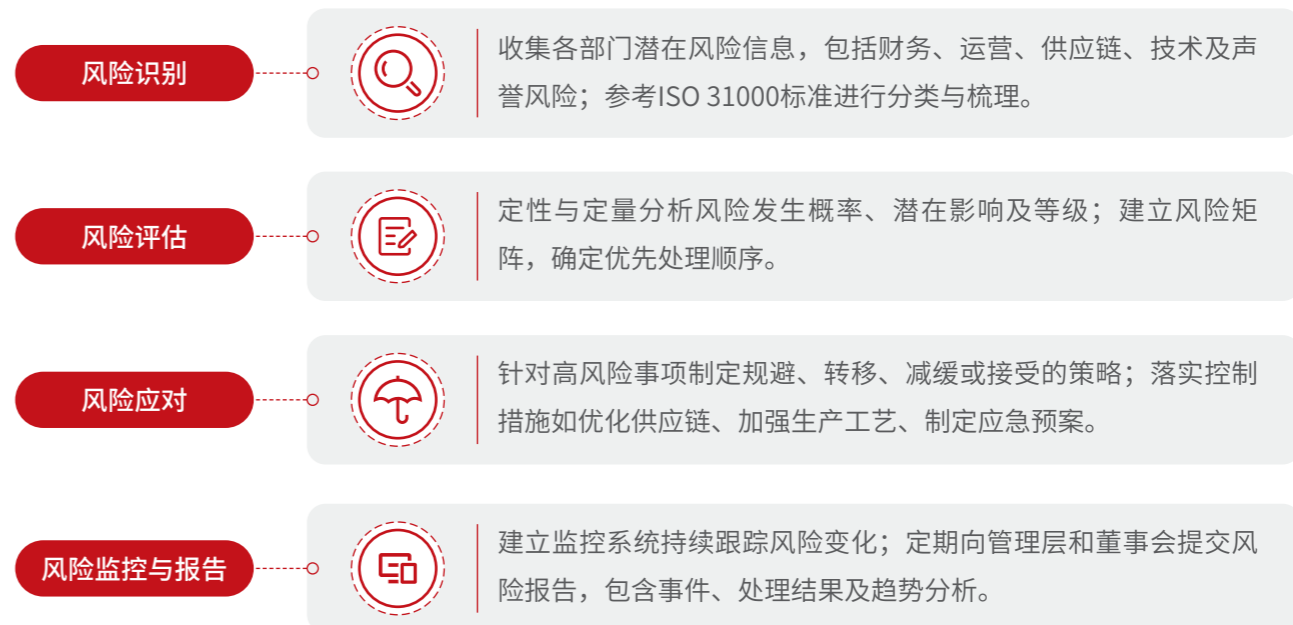 风险识别
收集各部门潜在风险信息，包括财务、运营、供应链、技术及声
誉风险；参考ISO 31000标准进行分类与梳理。
风险评估
定性与定量分析风险发生概率、潜在影响及等级；建立风险矩
阵，确定优先处理顺序。
风险应对
针对高风险事项制定规避、转移、减缓或接受的策略；落实控制
措施如优化供应链、加强生产工艺、制定应急预案。
风险监控与报告
建立监控系统持续跟踪风险变化；定期向管理层和董事会提交风
险报告，包含事件、处理结果及趋势分析。